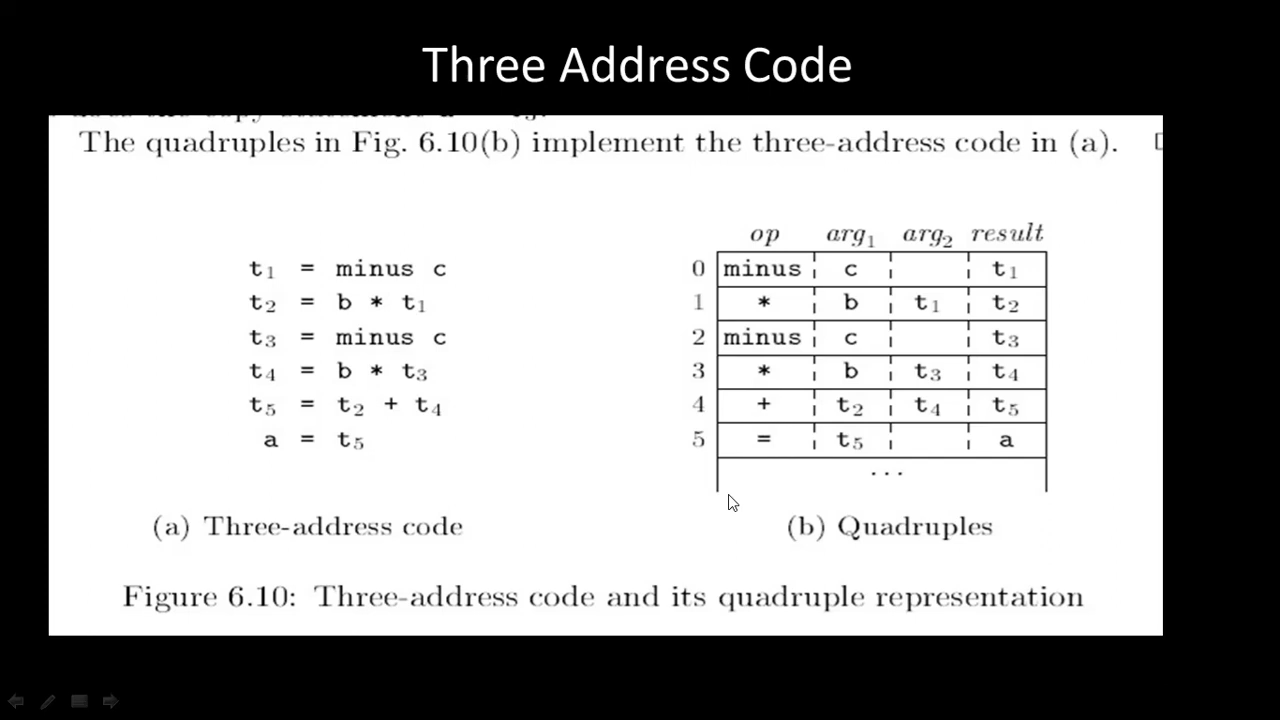 Three Address Code
The quadruples in Fig. 6.10(b) implement the three-address code in (a).
t₁ = minus c
t₂ = b * t₁
t₃ = minus c
t₄ = b * t₃
t₅ = t₂ + t₄
a = t₅
(a) Three-address code
op arg₁ arg₂ result
0 minus c t₁
1 * b t₁ t₂
2 minus c t₃
3 * b t₃ t₄
4 + t₂ t₄ t₅
5 = t₅ a
...
(b) Quadruples
Figure 6.10: Three-address code and its quadruple representation